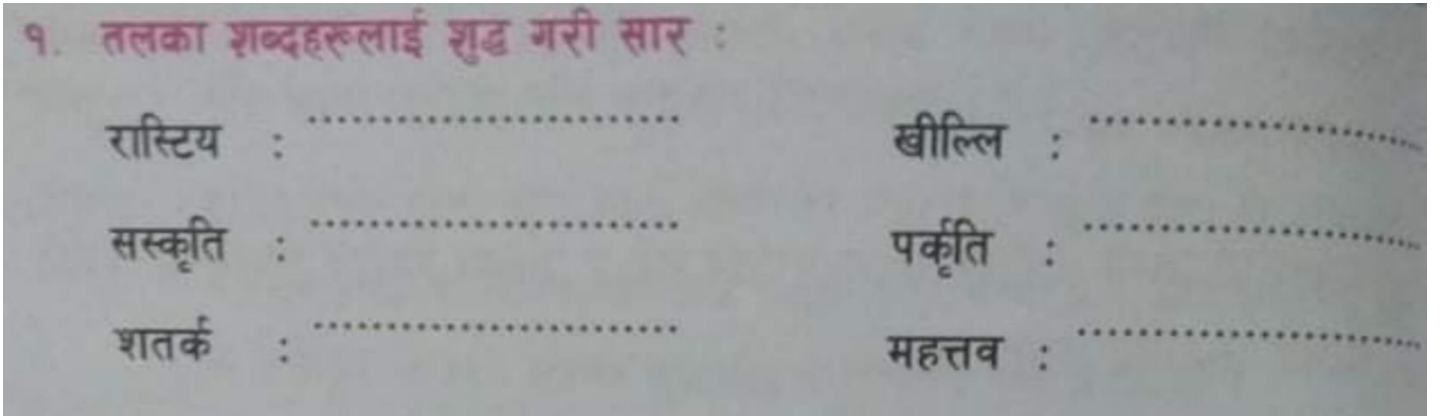 १. तलका शब्दहरूलाई शुद्ध गरी सार :
रास्टिय : ........................ खील्लि : ........................
सस्कृति : ........................ पर्कृति : ........................
शतर्क : ........................ महत्तव : ........................